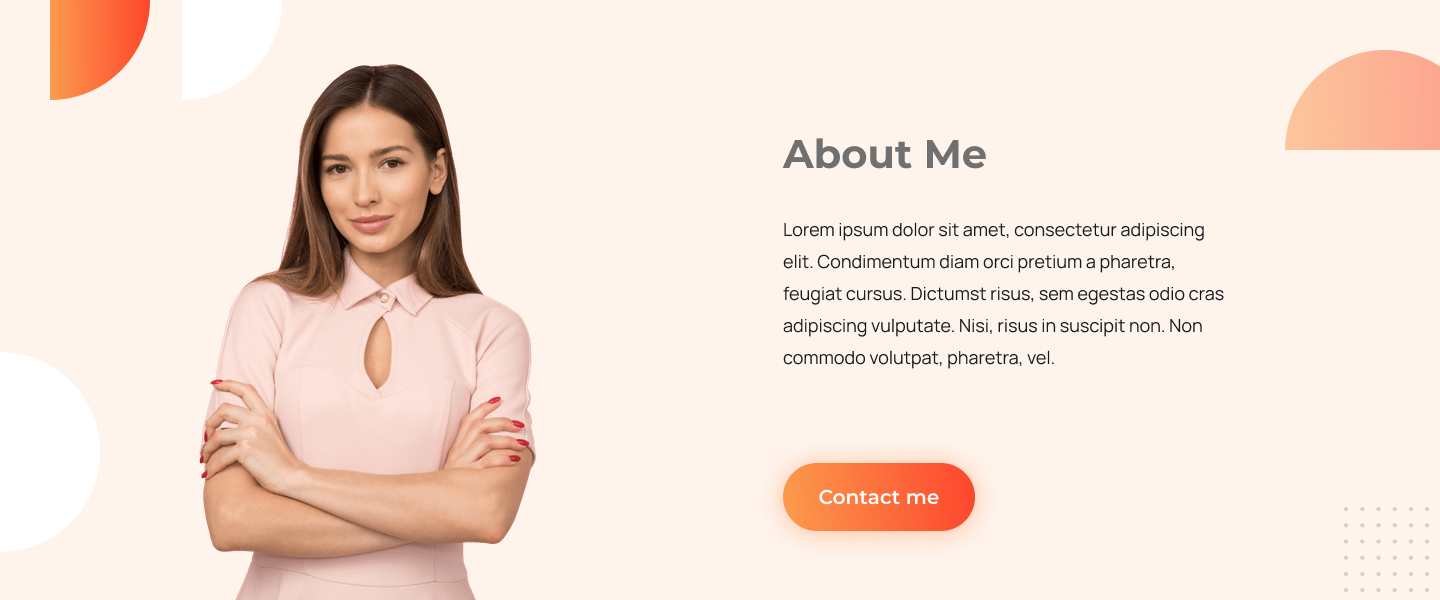 About Me
Lorem ipsum dolor sit amet, consectetur adipiscing
elit. Condimentum diam orci pretium a pharetra,
feugiat cursus. Dictumst risus, sem egestas odio cras
adipiscing vulputate. Nisi, risus in suscipit non. Non
commodo volutpat, pharetra, vel.
Contact me